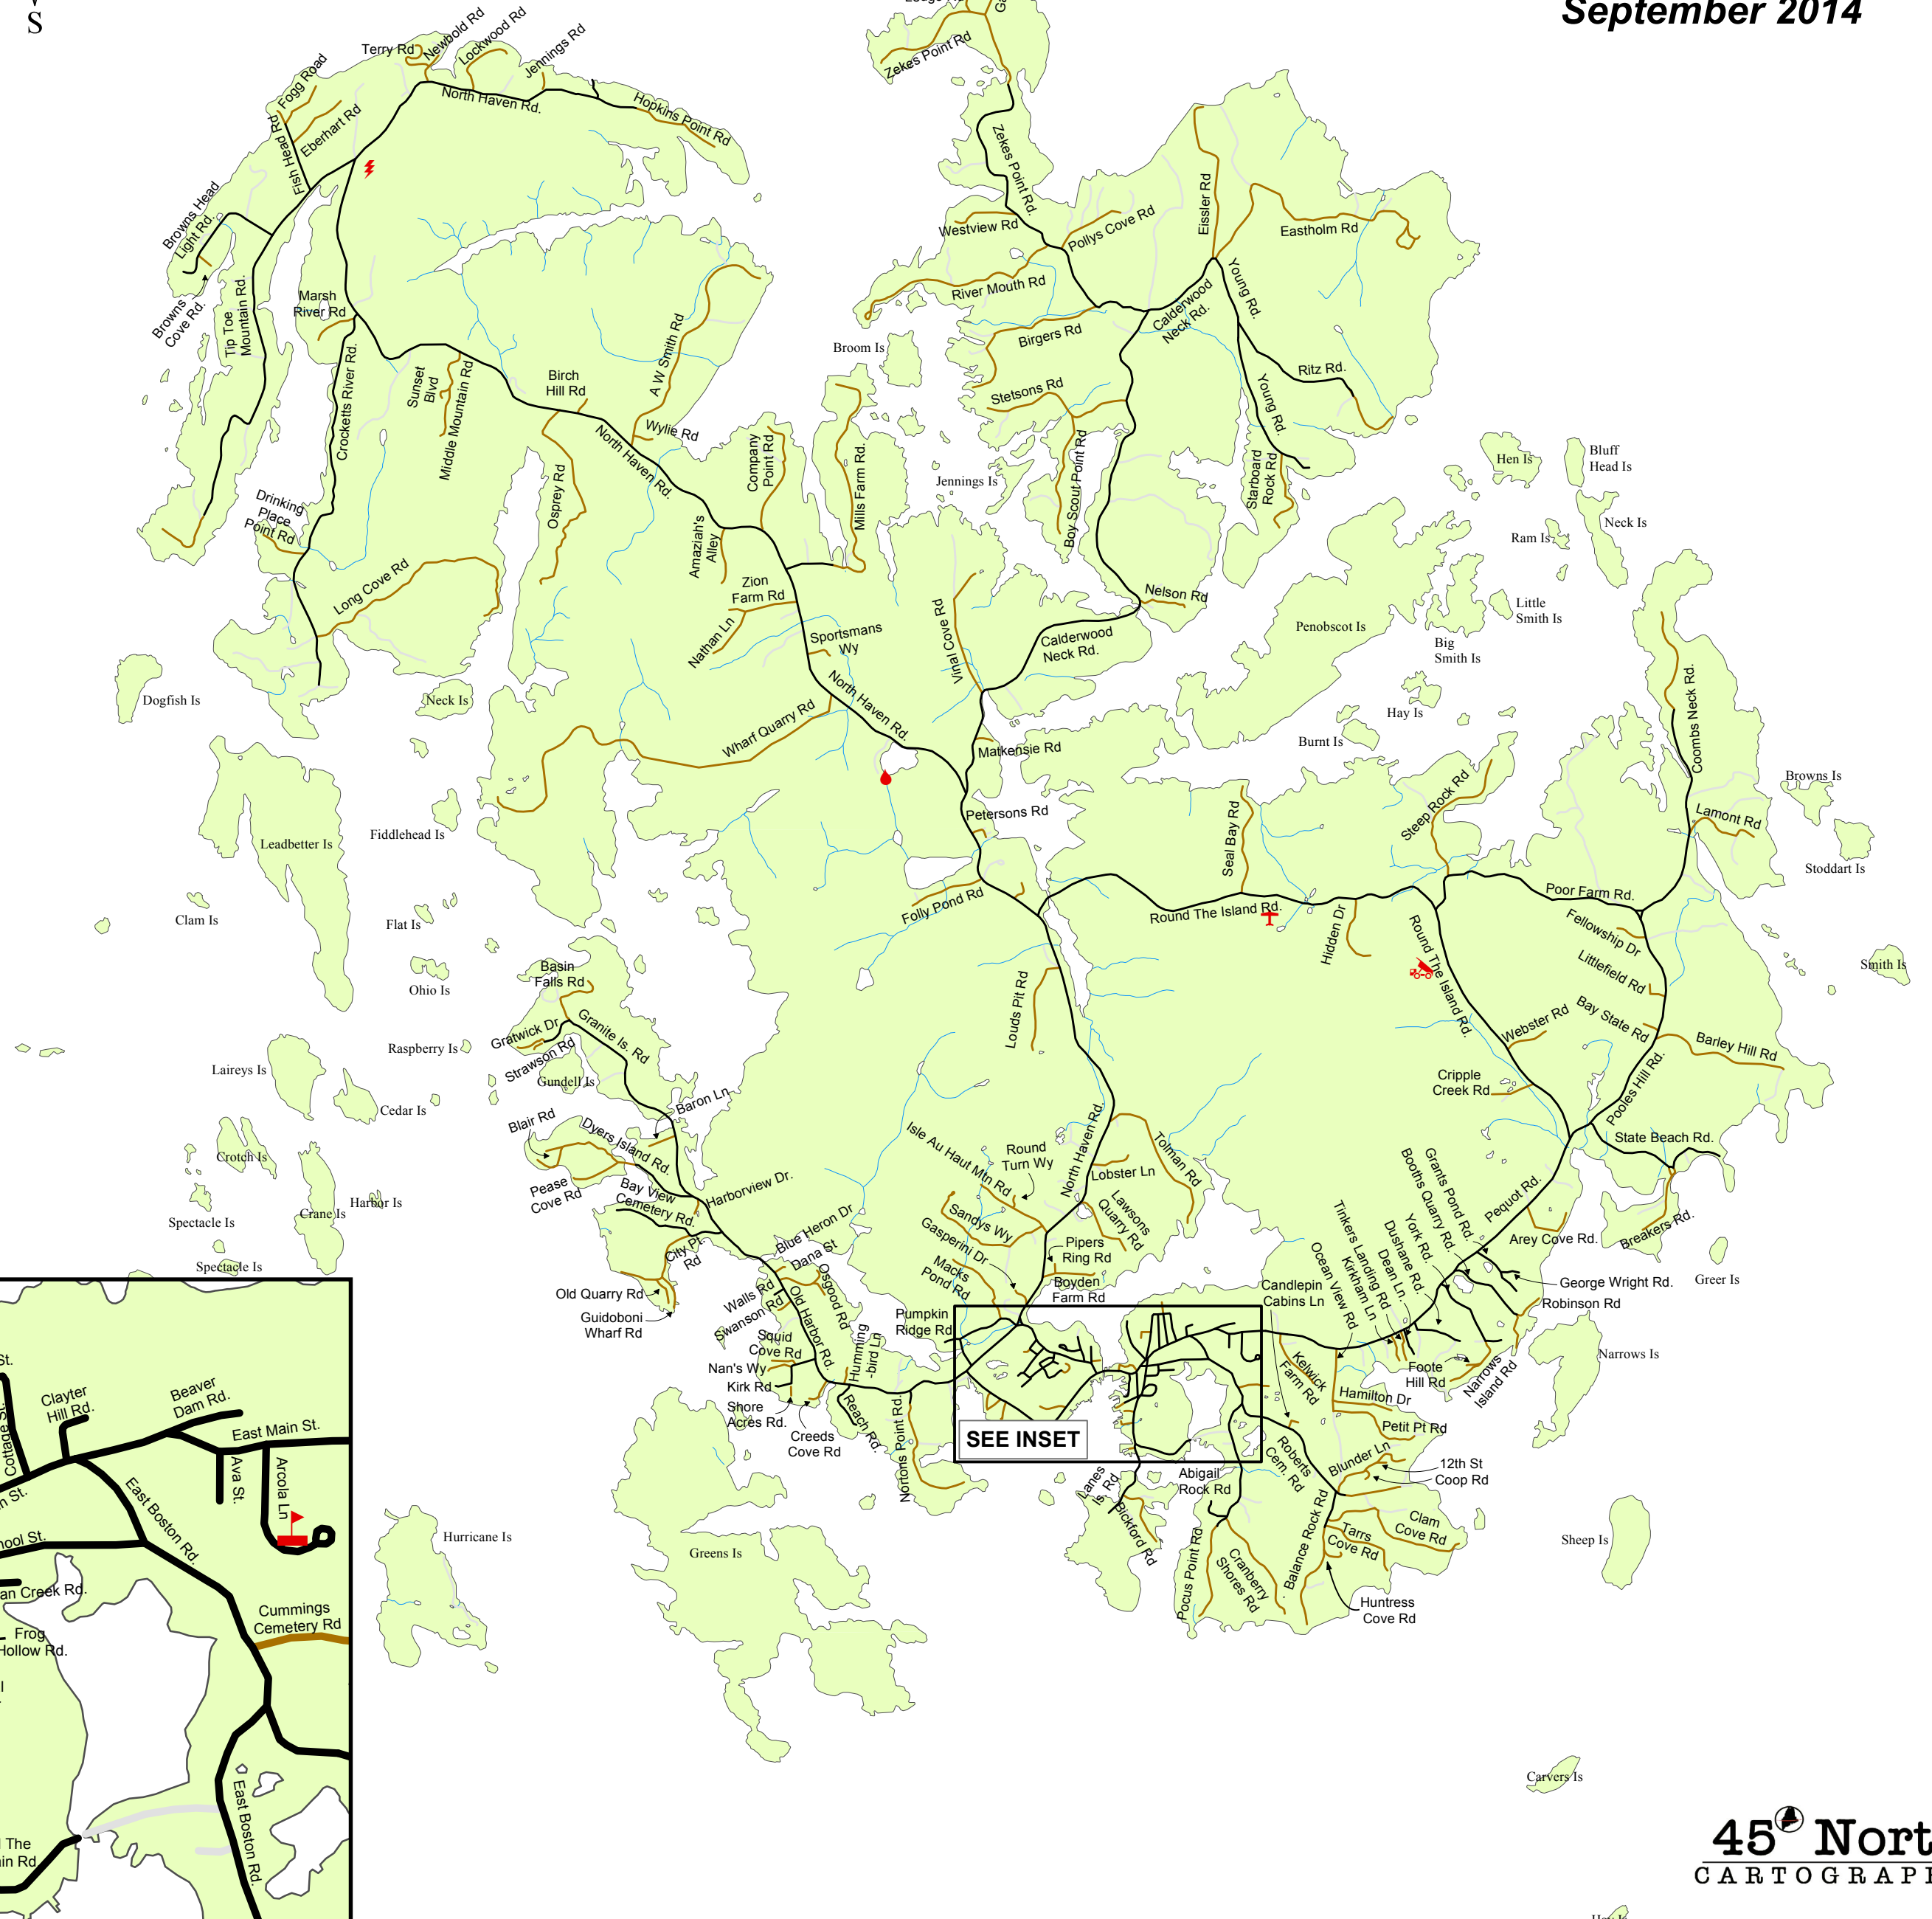 S
September 2014
Zekes Point Rd
Terry Rd
Newbold Rd
Lockwood Rd
Jennings Rd
North Haven Rd.
Hopkins Point Rd
Fogg Road
Eberhart Rd
Fish Head Rd
Browns Head
Light Rd.
Browns
Cove Rd.
Tip Toe
Mountain Rd.
Marsh
River Rd
Crocketts River Rd.
Sunset
Blvd
Middle Mountain Rd
Birch
Hill Rd
A W Smith Rd
Wylie Rd
North Haven Rd.
Osprey Rd
Company
Point Rd
Mills Farm Rd.
Amaziah's
Alley
Drinking
Place
Point Rd
Long Cove Rd
Zion
Farm Rd
Nathan Ln
Sportsmans
Wy
North Haven Rd.
Wharf Quarry Rd
Zekes Point Rd.
Westview Rd
Pollys Cove Rd
River Mouth Rd
Birgers Rd
Stetsons Rd
Boy Scout Point Rd
Broom Is
Jennings Is
Eissler Rd
Eastholm Rd
Calderwood
Neck Rd.
Young Rd.
Ritz Rd.
Young Rd.
Starboard
Rock Rd
Nelson Rd
Calderwood
Neck Rd.
Vinal Cove Rd
Matkensie Rd
Petersons Rd
Folly Pond Rd
Hen Is
Bluff
Head Is
Neck Is
Ram Is
Little
Smith Is
Big
Smith Is
Penobscot Is
Hay Is
Burnt Is
Coombs Neck Rd.
Browns Is
Lamont Rd
Stoddart Is
Smith Is
Steep Rock Rd
Seal Bay Rd
Round The Island Rd.
Hidden Dr
Round The Island Rd.
Poor Farm Rd.
Fellowship Dr
Littlefield Rd
Bay State Rd
Barley Hill Rd
Webster Rd
Cripple
Creek Rd
Pooles Hill Rd.
State Beach Rd.
Breakers Rd.
Arey Cove Rd.
Pequot Rd.
Greer Is
Dogfish Is
Neck Is
Leadbetter Is
Fiddlehead Is
Clam Is
Flat Is
Ohio Is
Raspberry Is
Laireys Is
Cedar Is
Crotch Is
Harbor Is
Crane Is
Spectacle Is
Spectacle Is
Basin
Falls Rd
Gratwick Dr
Granite Is. Rd
Strawson Rd
Gundell Is
Baron Ln
Blair Rd
Dyers Island Rd.
Pease
Cove Rd
Bay View
Cemetery Rd.
Harborview Dr.
City Pt.
Rd
Old Quarry Rd
Guidoboni
Wharf Rd
Blue Heron Dr
Dana St
Osgood Rd
Walls Rd
Swanson Rd
Old Harbor Rd.
Squid
Cove Rd
Nan's Wy
Kirk Rd
Shore
Acres Rd.
Creeds
Cove Rd
Humming
-bird Ln
Reach Rd.
Nortons Point Rd.
Louds Pit Rd
North Haven Rd.
Isle Au Haut Mtn Rd
Round
Turn Wy
Lobster Ln
Tolman Rd
Lawsons
Quarry Rd
Sandys Wy
Gasperini Dr
Macks
Pond Rd
Pipers
Ring Rd
Boyden
Farm Rd
Pumpkin
Ridge Rd
SEE INSET
Grants Pond Rd.
Booths Quarry Rd.
York Rd.
Dushane Rd.
Dean Ln.
Tinkers Landing Rd
Kirkham Ln
Ocean View Rd
Candlepin
Cabins Ln
George Wright Rd.
Robinson Rd
Narrows Is
Narrows
Island Rd
Foote
Hill Rd
Kelwick
Farm Rd
Hamilton Dr
Petit Pt Rd
Blunder Ln
12th St
Coop Rd
Roberts
Cem. Rd
Clam
Cove Rd
Tarrs
Cove Rd
Balance Rock Rd
Huntress
Cove Rd
Abigail
Rock Rd
Lanes
Is. Rd
Bickford Rd
Pocus Point Rd
Cranberry
Shores Rd
Sheep Is
Carvers Is
Hurricane Is
Greens Is
St.
Cottage St.
Clayter
Hill Rd.
Beaver
Dam Rd.
East Main St.
Ava St.
Arcola Ln
East Boston Rd.
n St.
hool St.
an Creek Rd.
Frog
Hollow Rd.
Cummings
Cemetery Rd
The
in Rd
East Boston Rd.
45 Nort
CARTOGRAPH